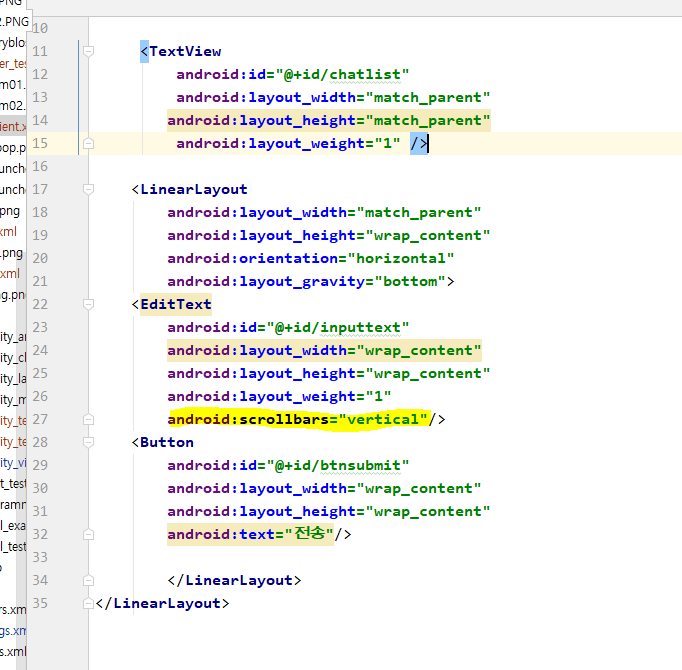 .PNG
2.PNG
ryblos
er_tes
m01.
m02.
ient.x
oop.p
unche
unche
png
xml
.png
xml
g.pn
ity_ar
ity_cl
ity_la
ity_m
ity_te
ity_te
ity_vi
t_test
ramn
l_exa
l_test
rs.xm
gs.xm
s.xml
10
11 <TextView
12 android:id="@+id/chatlist"
13 android:layout_width="match_parent"
14 android:layout_height="match_parent"
15 android:layout_weight="1" />
16
17 <LinearLayout
18 android:layout_width="match_parent"
19 android:layout_height="wrap_content"
20 android:orientation="horizontal"
21 android:layout_gravity="bottom">
22 <EditText
23 android:id="@+id/inputtext"
24 android:layout_width="wrap_content"
25 android:layout_height="wrap_content"
26 android:layout_weight="1"
27 android:scrollbars="vertical"/>
28 <Button
29 android:id="@+id/btnsubmit"
30 android:layout_width="wrap_content"
31 android:layout_height="wrap_content"
32 android:text="전송"/>
33
34 </LinearLayout>
35 </LinearLayout>